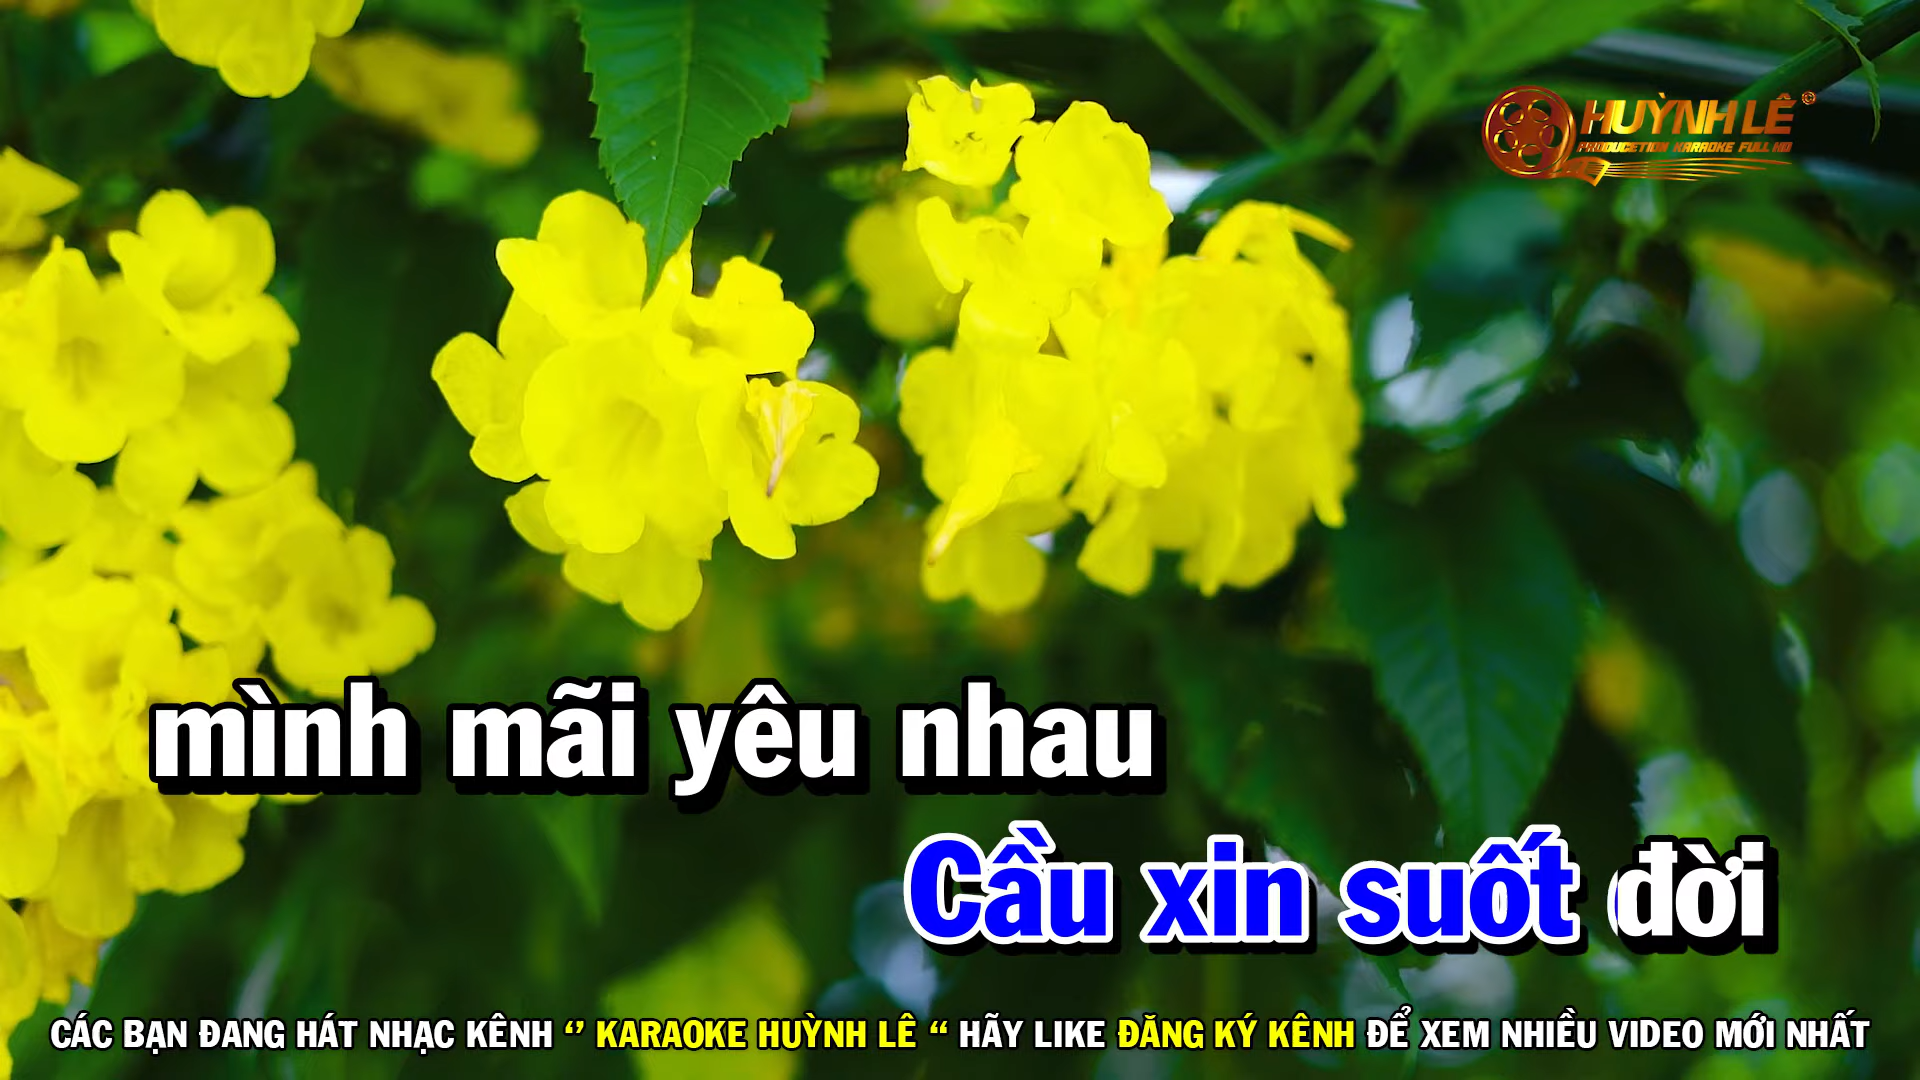 HUỲNH LÊ ©
PRODUCETION KARAOKE FULL HD
mình mãi yêu nhau
Cầu xin suốt đời
CÁC BẠN ĐANG HÁT NHẠC KÊNH ‘’ KARAOKE HUỲNH LÊ “ HÃY LIKE ĐĂNG KÝ KÊNH ĐỂ XEM NHIỀU VIDEO MỚI NHẤT